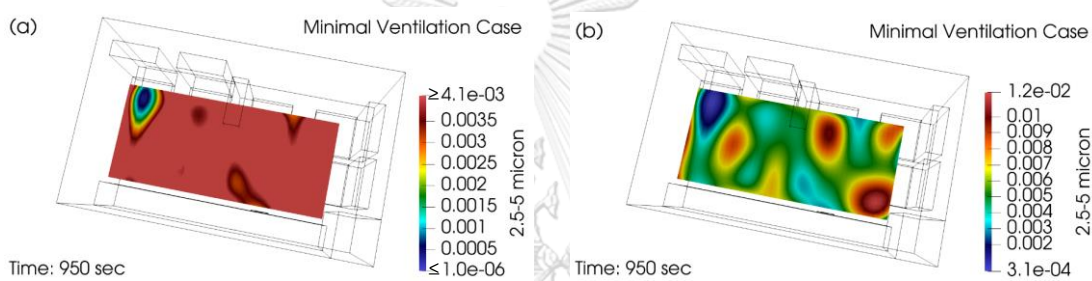 (a) Minimal Ventilation Case
≥4.1e-03
0.0035
0.003
0.0025
0.002
0.0015
0.001
0.0005
≤1.0e-06
2.5-5 micron
Time: 950 sec
(b) Minimal Ventilation Case
1.2e-02
0.01
0.009
0.008
0.007
0.006
0.005
0.004
0.003
0.002
3.1e-04
2.5-5 micron
Time: 950 sec